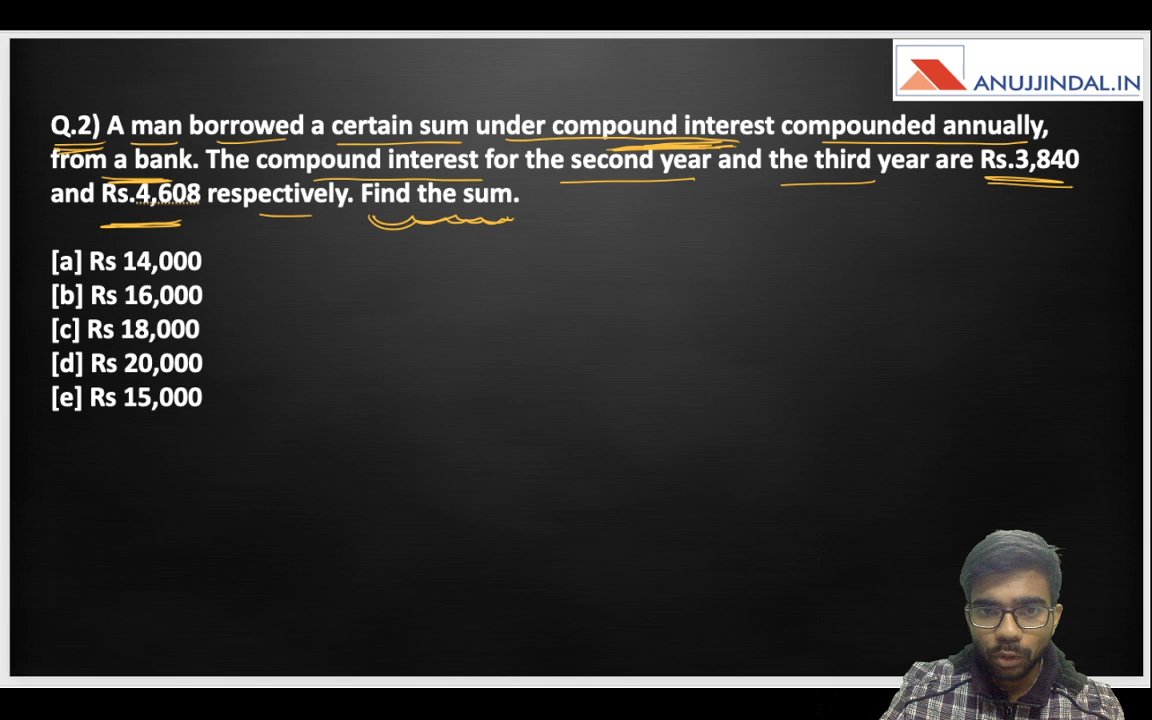 ANUJJINDAL.IN
Q.2) A man borrowed a certain sum under compound interest compounded annually,
from a bank. The compound interest for the second year and the third year are Rs.3,840
and Rs.4,608 respectively. Find the sum.
[a] Rs 14,000
[b] Rs 16,000
[c] Rs 18,000
[d] Rs 20,000
[e] Rs 15,000